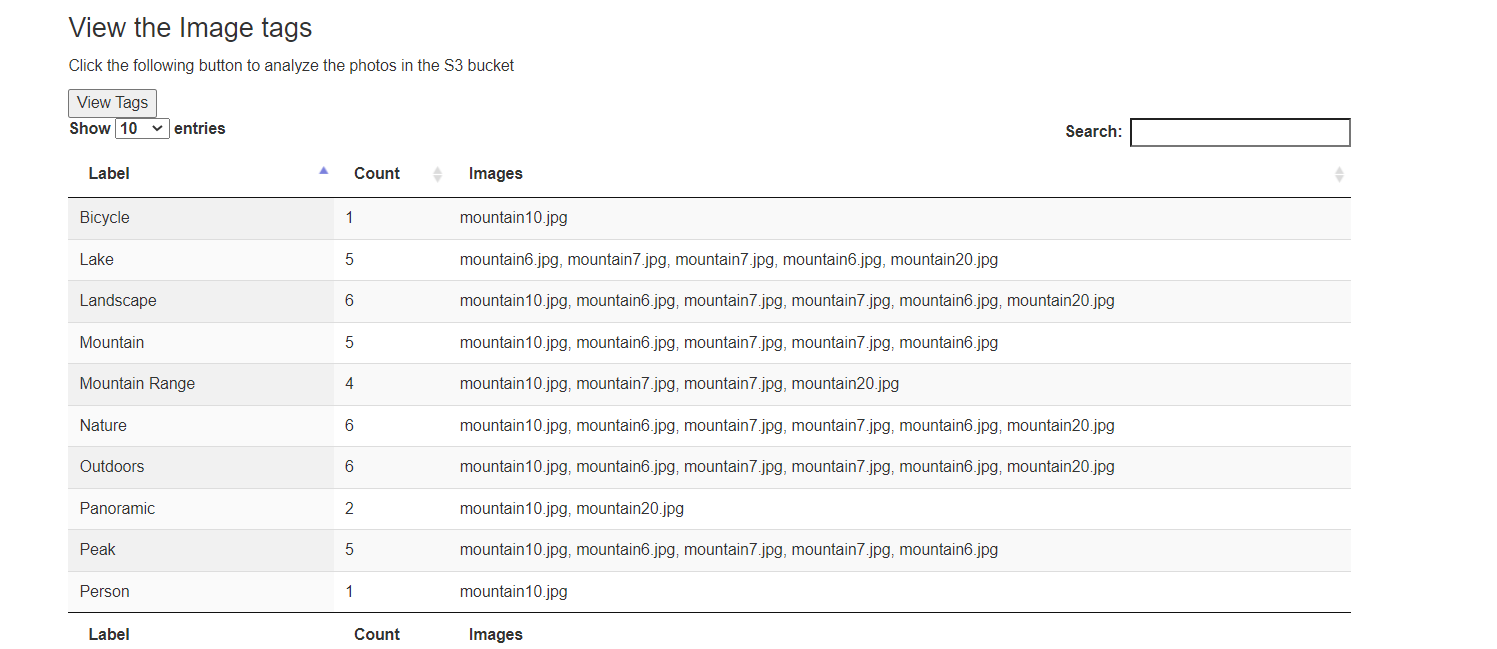 View the Image tags
Click the following button to analyze the photos in the S3 bucket
View Tags
Show 10 entries Search:
Label Count Images
Bicycle 1 mountain10.jpg
Lake 5 mountain6.jpg, mountain7.jpg, mountain7.jpg, mountain6.jpg, mountain20.jpg
Landscape 6 mountain10.jpg, mountain6.jpg, mountain7.jpg, mountain7.jpg, mountain6.jpg, mountain20.jpg
Mountain 5 mountain10.jpg, mountain6.jpg, mountain7.jpg, mountain7.jpg, mountain6.jpg
Mountain Range 4 mountain10.jpg, mountain7.jpg, mountain7.jpg, mountain20.jpg
Nature 6 mountain10.jpg, mountain6.jpg, mountain7.jpg, mountain7.jpg, mountain6.jpg, mountain20.jpg
Outdoors 6 mountain10.jpg, mountain6.jpg, mountain7.jpg, mountain7.jpg, mountain6.jpg, mountain20.jpg
Panoramic 2 mountain10.jpg, mountain20.jpg
Peak 5 mountain10.jpg, mountain6.jpg, mountain7.jpg, mountain7.jpg, mountain6.jpg
Person 1 mountain10.jpg
Label Count Images